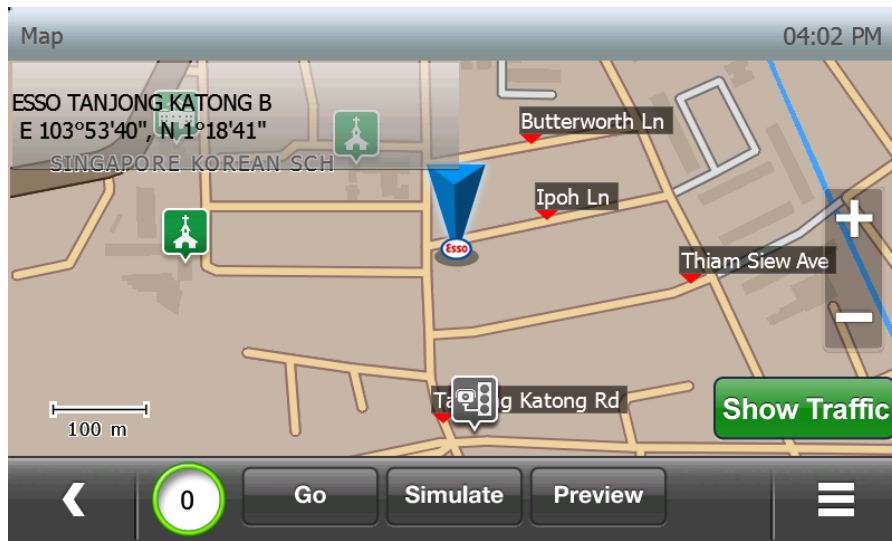 Map
04:02 PM
ESSO TANJONG KATONG B
E 103°53'40", N 1°18'41"
SINGAPORE KOREAN SCH
Butterworth Ln
Ipoh Ln
Esso
Thiam Siew Ave
+
−
Katong Rd
100 m
Show Traffic
0
Go
Simulate
Preview